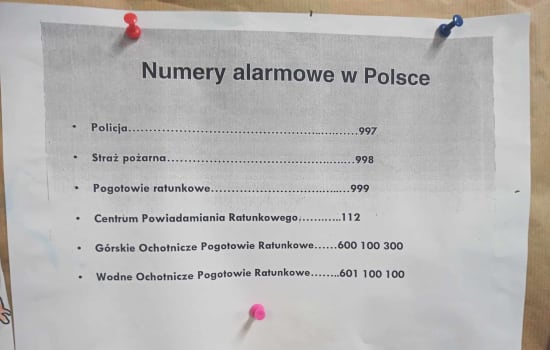 Numery alarmowe w Polsce
• Policja.................................................997
• Straż pożarna........................................998
• Pogotowie ratunkowe..............................999
• Centrum Powiadamiania Ratunkowego...........112
• Górskie Ochotnicze Pogotowie Ratunkowe......600 100 300
• Wodne Ochotnicze Pogotowie Ratunkowe........601 100 100